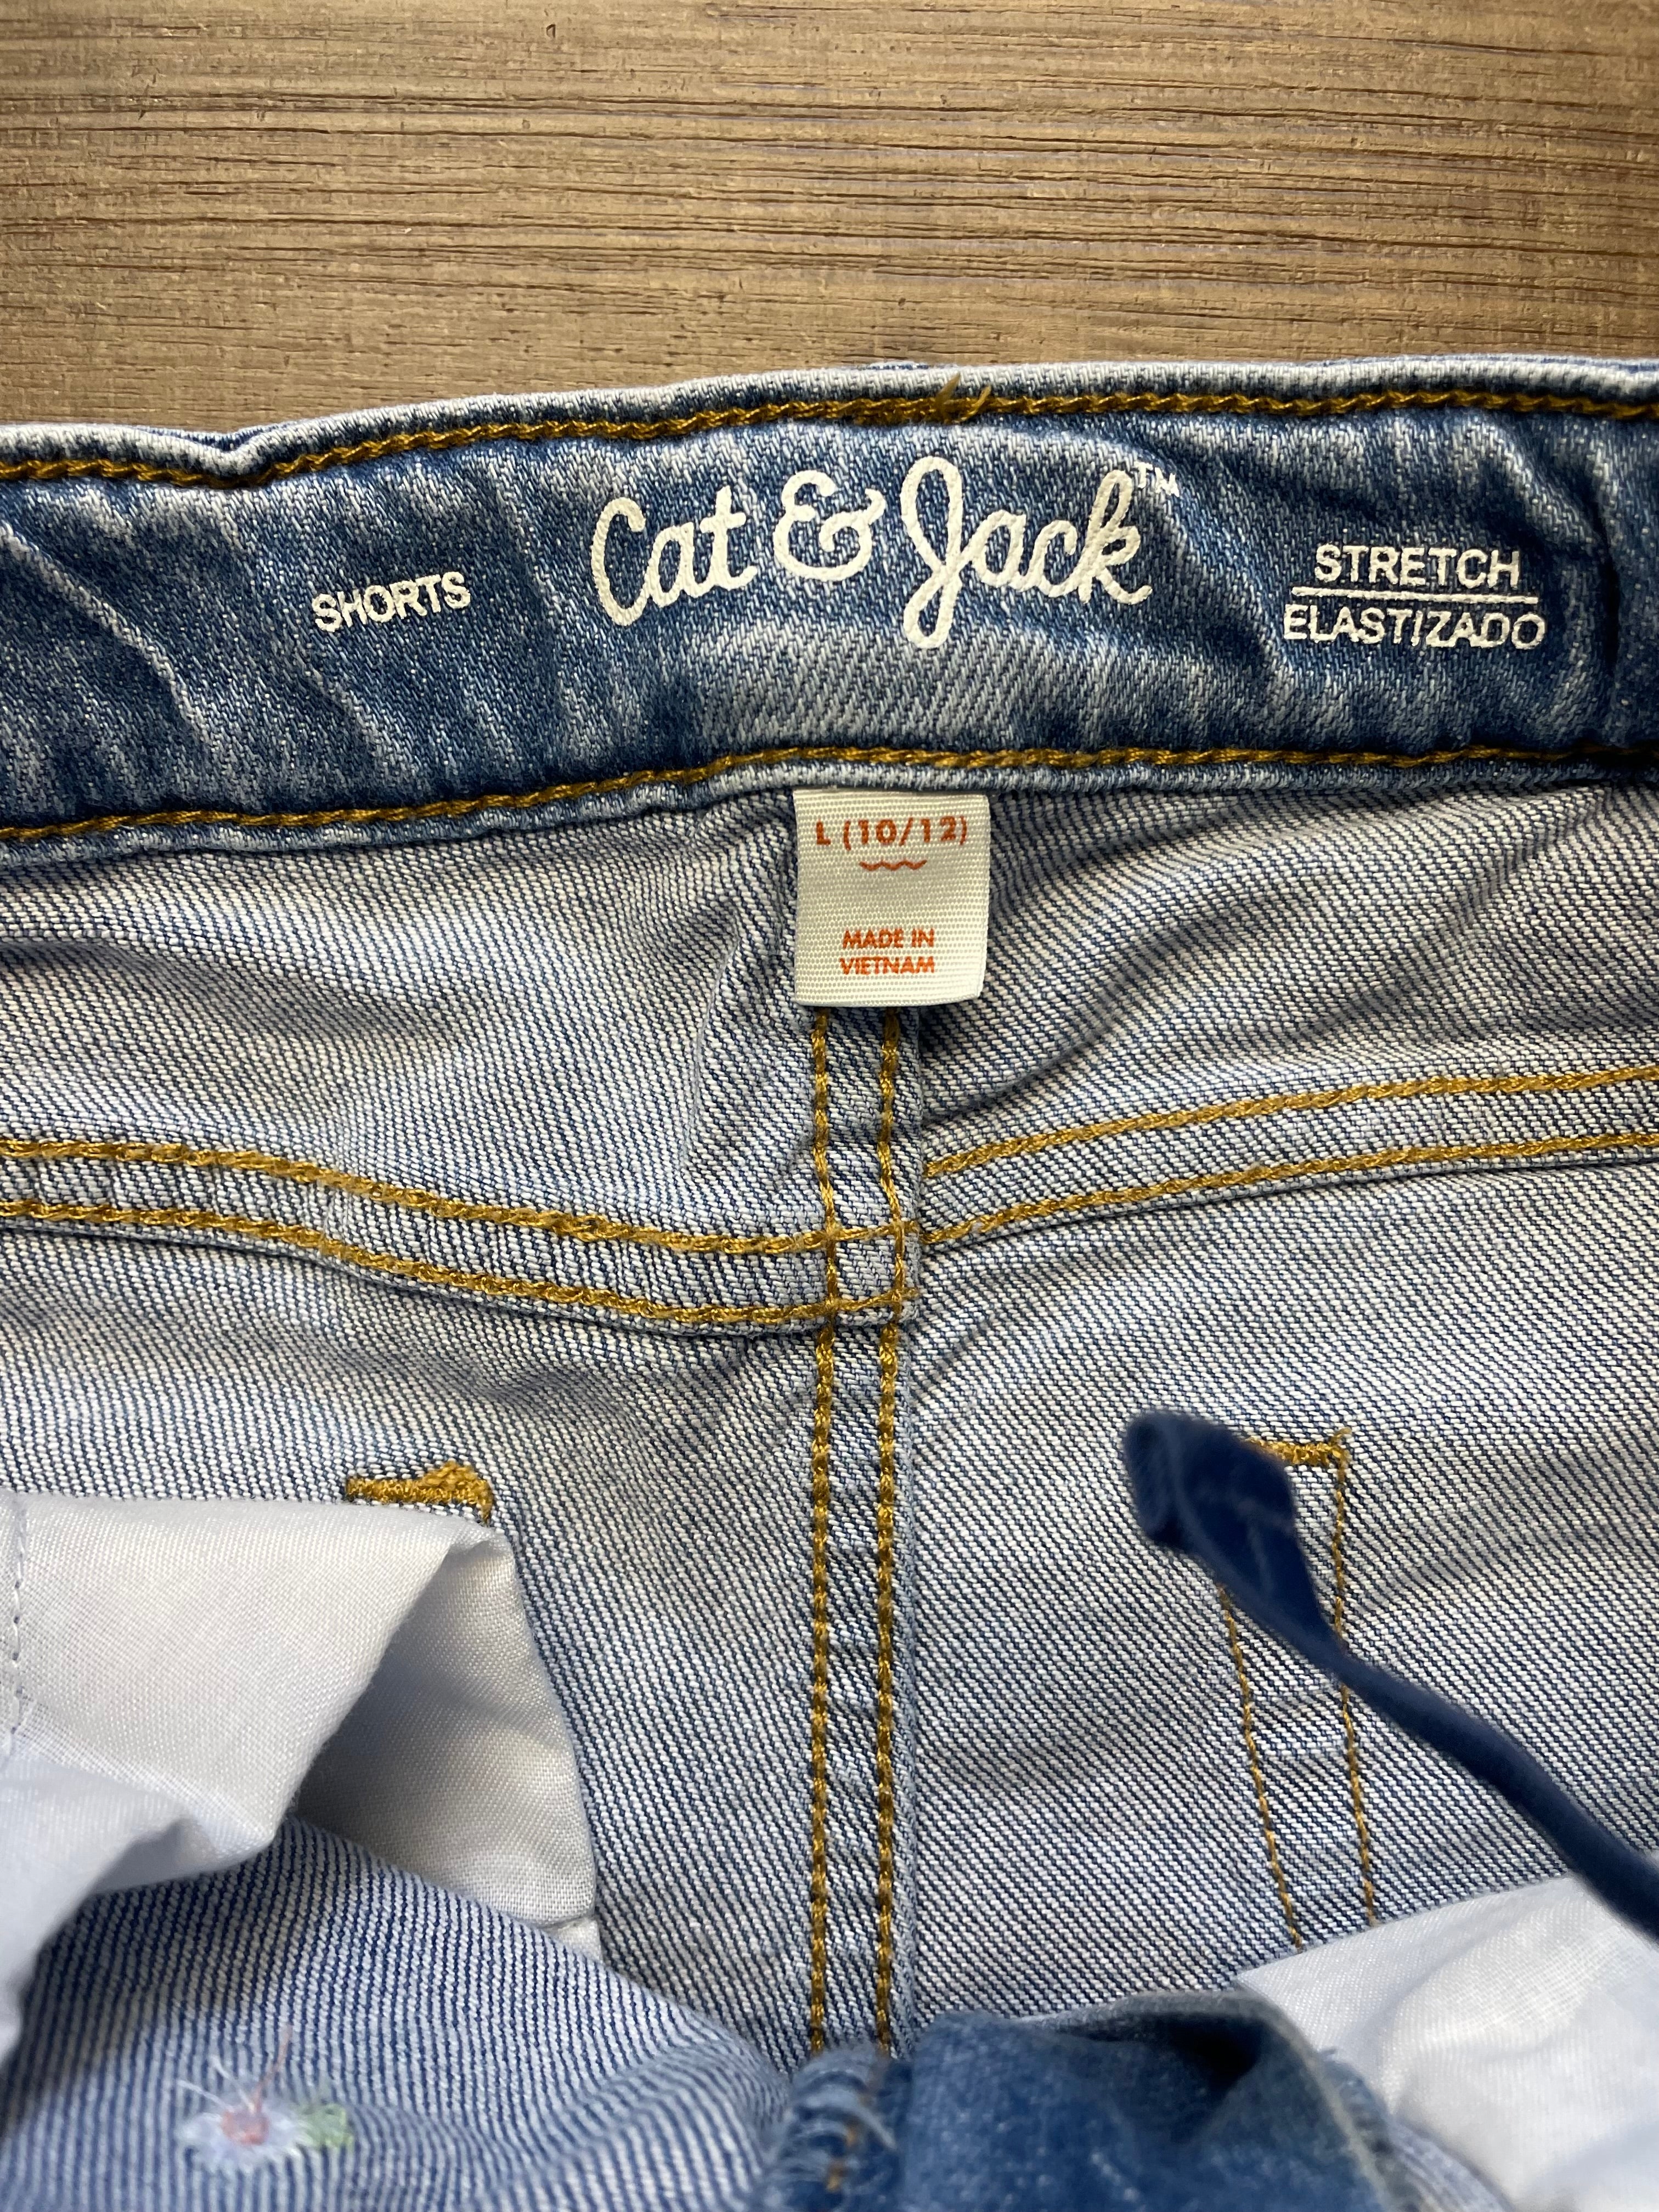 SHORTS
Cat & Jack™
STRETCH
ELASTIZADO
L (10/12)
MADE IN
VIETNAM